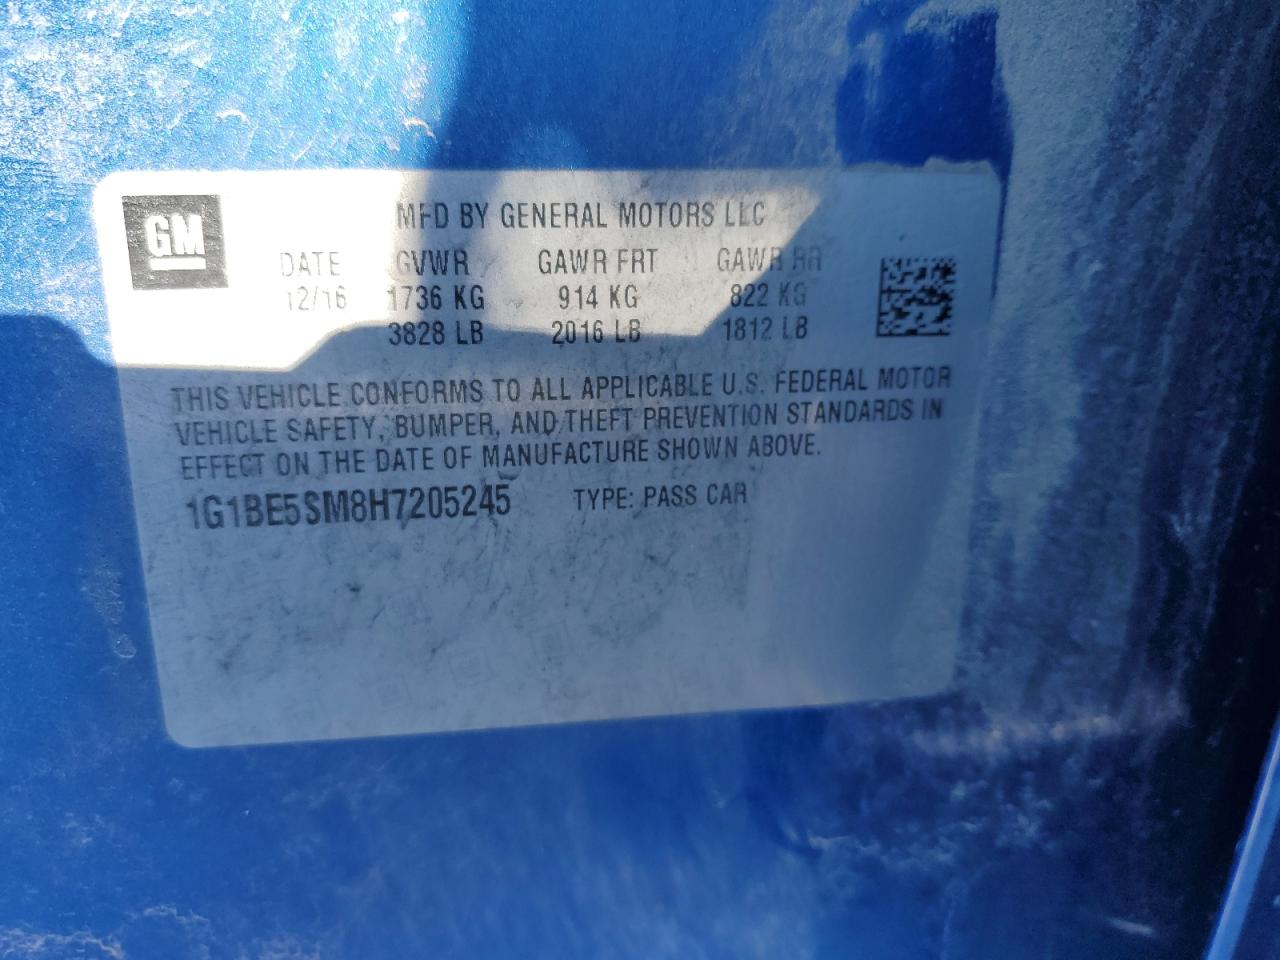 GM
MFD BY GENERAL MOTORS LLC
DATE GVWR GAWR FRT GAWR RR
12/16 1736 KG 914 KG 822 KG
3828 LB 2016 LB 1812 LB
THIS VEHICLE CONFORMS TO ALL APPLICABLE U.S. FEDERAL MOTOR
VEHICLE SAFETY, BUMPER, AND THEFT PREVENTION STANDARDS IN
EFFECT ON THE DATE OF MANUFACTURE SHOWN ABOVE.
1G1BE5SM8H7205245 TYPE: PASS CAR